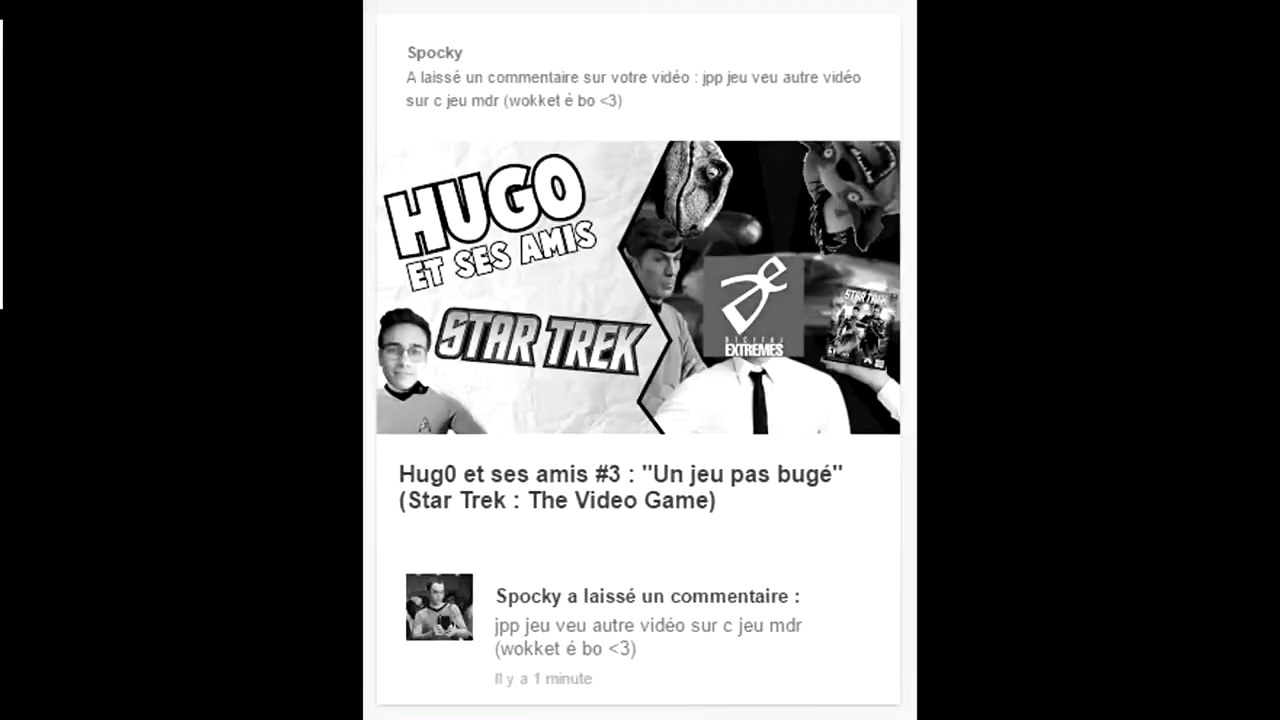 Spocky
A laissé un commentaire sur votre vidéo : jpp jeu veu autre vidéo
sur c jeu mdr (wokket é bo <3)
HUGO
ET SES AMIS
STAR TREK
DIGITAL
EXTREMES
STAR TREK
Hug0 et ses amis #3 : "Un jeu pas bugé"
(Star Trek : The Video Game)
Spocky a laissé un commentaire :
jpp jeu veu autre vidéo sur c jeu mdr
(wokket é bo <3)
Il y a 1 minute